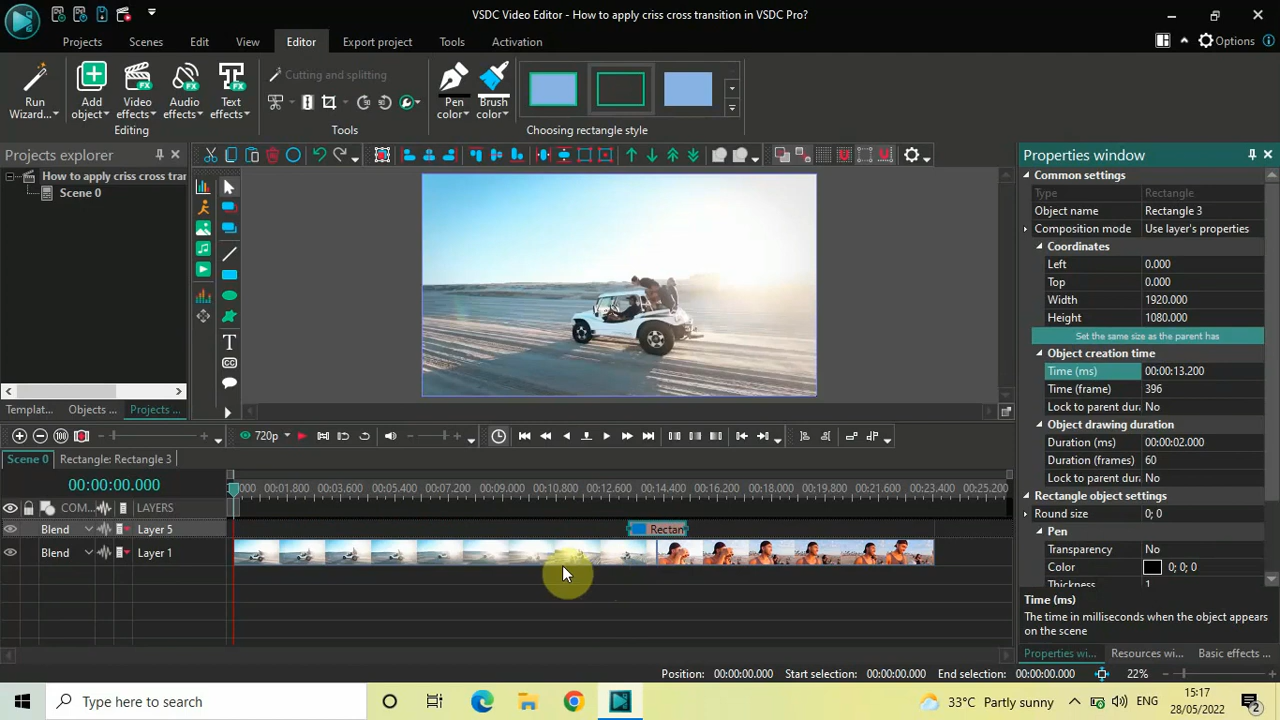 VSDC Video Editor - How to apply criss cross transition in VSDC Pro?
Projects Scenes Edit View Editor Export project Tools Activation Options
Run Wizard... Add object Video effects Audio effects Text effects
Editing
Cutting and splitting
Tools
Pen color Brush color
Choosing rectangle style
Projects explorer
How to apply criss cross tran
Scene 0
Templat... Objects ... Projects ...
Properties window
Common settings
Type Rectangle
Object name Rectangle 3
Composition mode Use layer's properties
Coordinates
Left 0.000
Top 0.000
Width 1920.000
Height 1080.000
Set the same size as the parent has
Object creation time
Time (ms) 00:00:13.200
Time (frame) 396
Lock to parent dura No
Object drawing duration
Duration (ms) 00:00:02.000
Duration (frames) 60
Lock to parent dura No
Rectangle object settings
Round size 0; 0
Pen
Transparency No
Color 0; 0; 0
Thickness 1
Time (ms)
The time in milliseconds when the object appears
on the scene
Properties wi... Resources wi... Basic effects ...
720p
Scene 0 Rectangle: Rectangle 3
00:00:00.000
000 00:01.800 00:03.600 00:05.400 00:07.200 00:09.000 00:10.800 00:12.600 00:14.400 00:16.200 00:18.000 00:19.800 00:21.600 00:23.400 00:25.200
COM... LAYERS
Blend Layer 5
Rectan
Blend Layer 1
Position: 00:00:00.000 Start selection: 00:00:00.000 End selection: 00:00:00.000 22%
Type here to search
33°C Partly sunny
ENG
15:17
28/05/2022
2